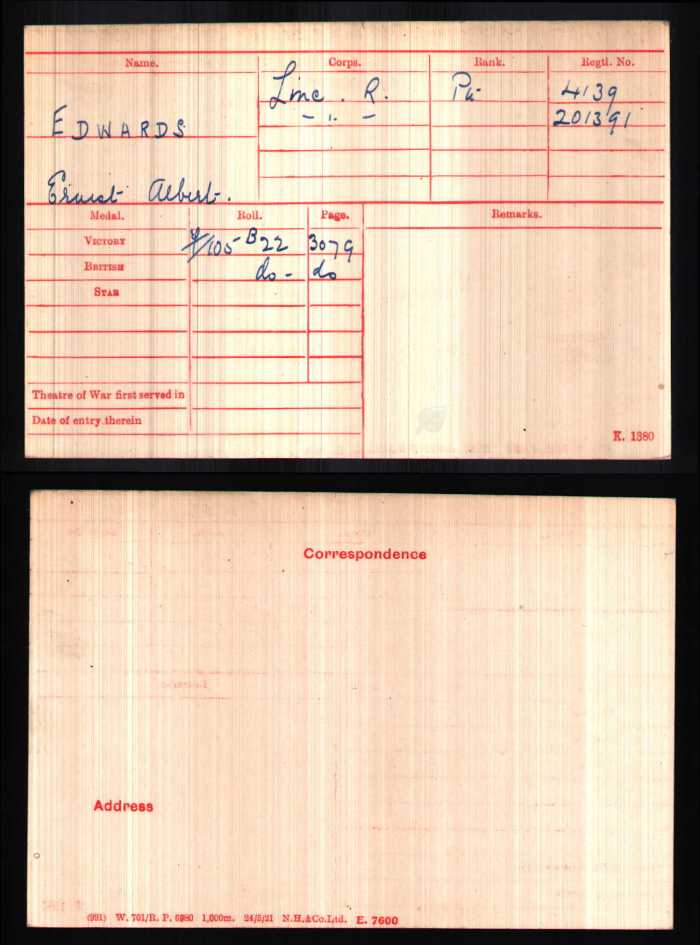 Name. Corps. Rank. Regtl. No.
Linc. R. Pte 4139
EDWARDS — " — 201391
Ernest Albert.
Medal. Roll. Page. Remarks.
VICTORY 105 B22 3079
BRITISH do - do
STAR
Theatre of War first served in
Date of entry therein
K. 1380
Correspondence
Address
(991) W. 761/R. P. 6980 1,000m. 24/5/21 N.H.&Co.Ltd. E. 7600